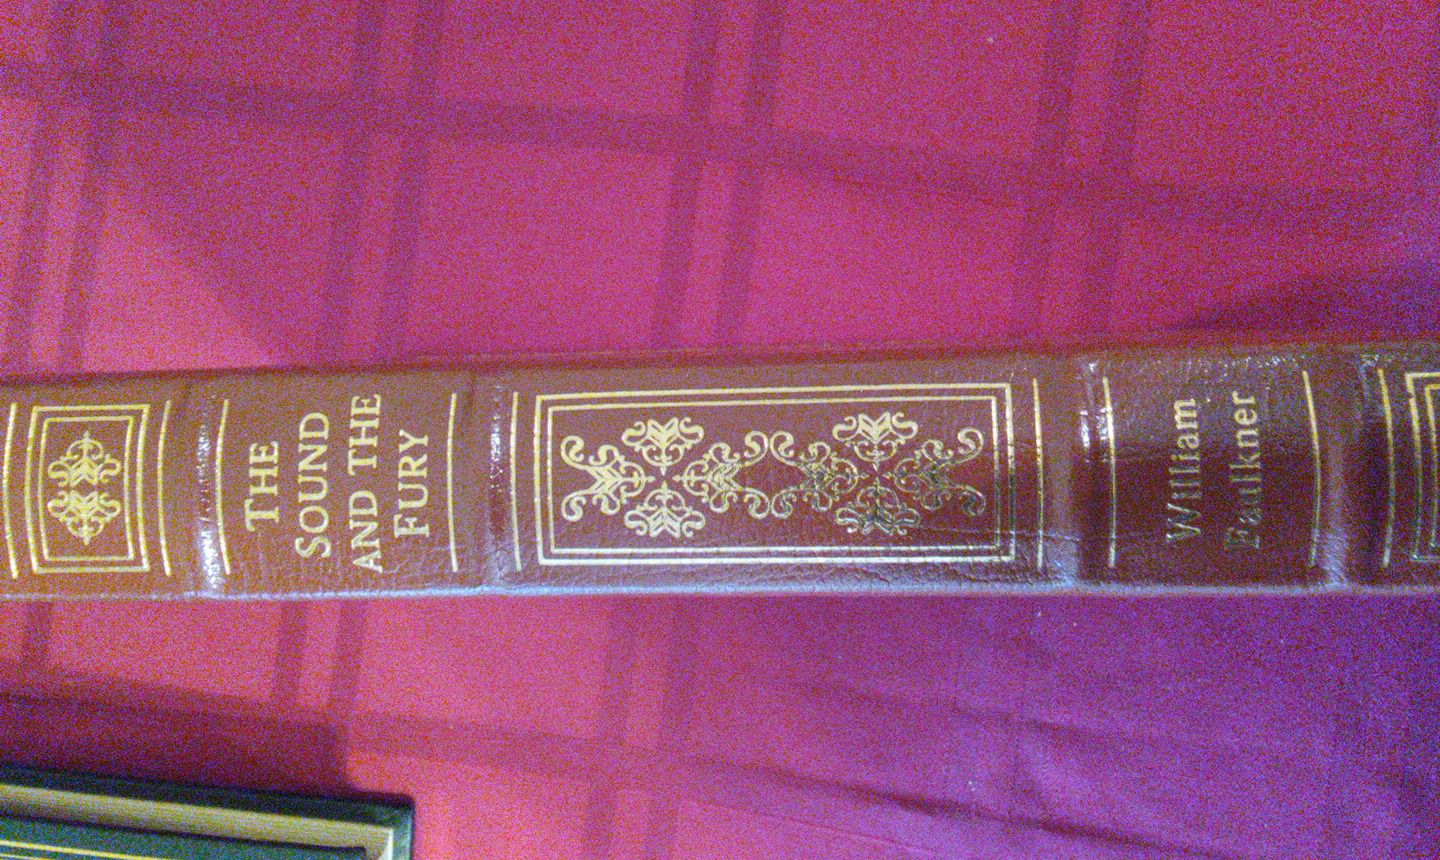 THE
SOUND
AND THE
FURY
William
Faulkner